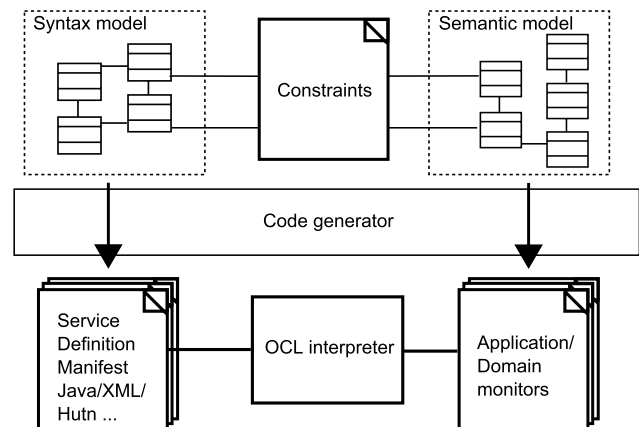 Syntax model
Semantic model
Constraints
Code generator
Service
Definition
Manifest
Java/XML/
Hutn ...
OCL interpreter
Application/
Domain
monitors